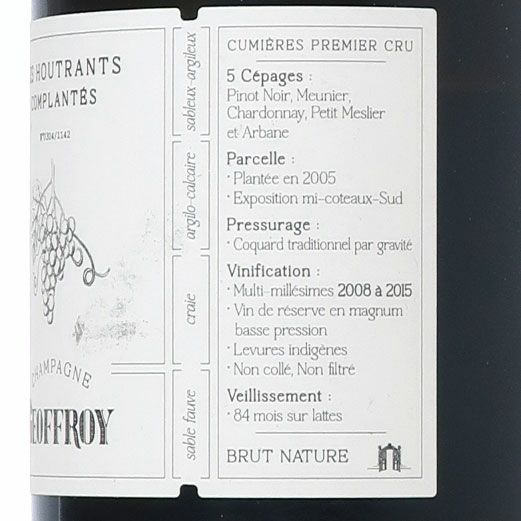 HOUTRANTS
COMPLANTÉS
CHAMPAGNE
GEOFFROY
sableux-argileux
argilo-calcaire
craie
sable fauve
CUMIÈRES PREMIER CRU
5 Cépages :
Pinot Noir, Meunier,
Chardonnay, Petit Meslier
et Arbane
Parcelle :
· Plantée en 2005
· Exposition mi-coteaux-Sud
Pressurage :
· Coquard traditionnel par gravité
Vinification :
· Multi-millésimes 2008 à 2015
· Vin de réserve en magnum
basse pression
· Levures indigènes
· Non collé, Non filtré
Veillissement :
· 84 mois sur lattes
BRUT NATURE